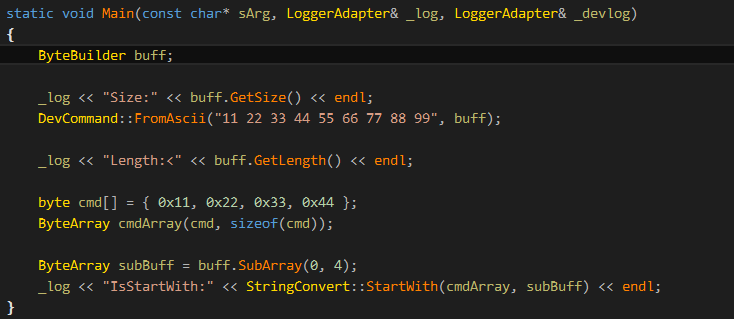 static void Main(const char* sArg, LoggerAdapter& _log, LoggerAdapter& _devlog)
{
ByteBuilder buff;
_log << "Size:" << buff.GetSize() << endl;
DevCommand::FromAscii("11 22 33 44 55 66 77 88 99", buff);
_log << "Length:<" << buff.GetLength() << endl;
byte cmd[] = { 0x11, 0x22, 0x33, 0x44 };
ByteArray cmdArray(cmd, sizeof(cmd));
ByteArray subBuff = buff.SubArray(0, 4);
_log << "IsStartWith:" << StringConvert::StartWith(cmdArray, subBuff) << endl;
}